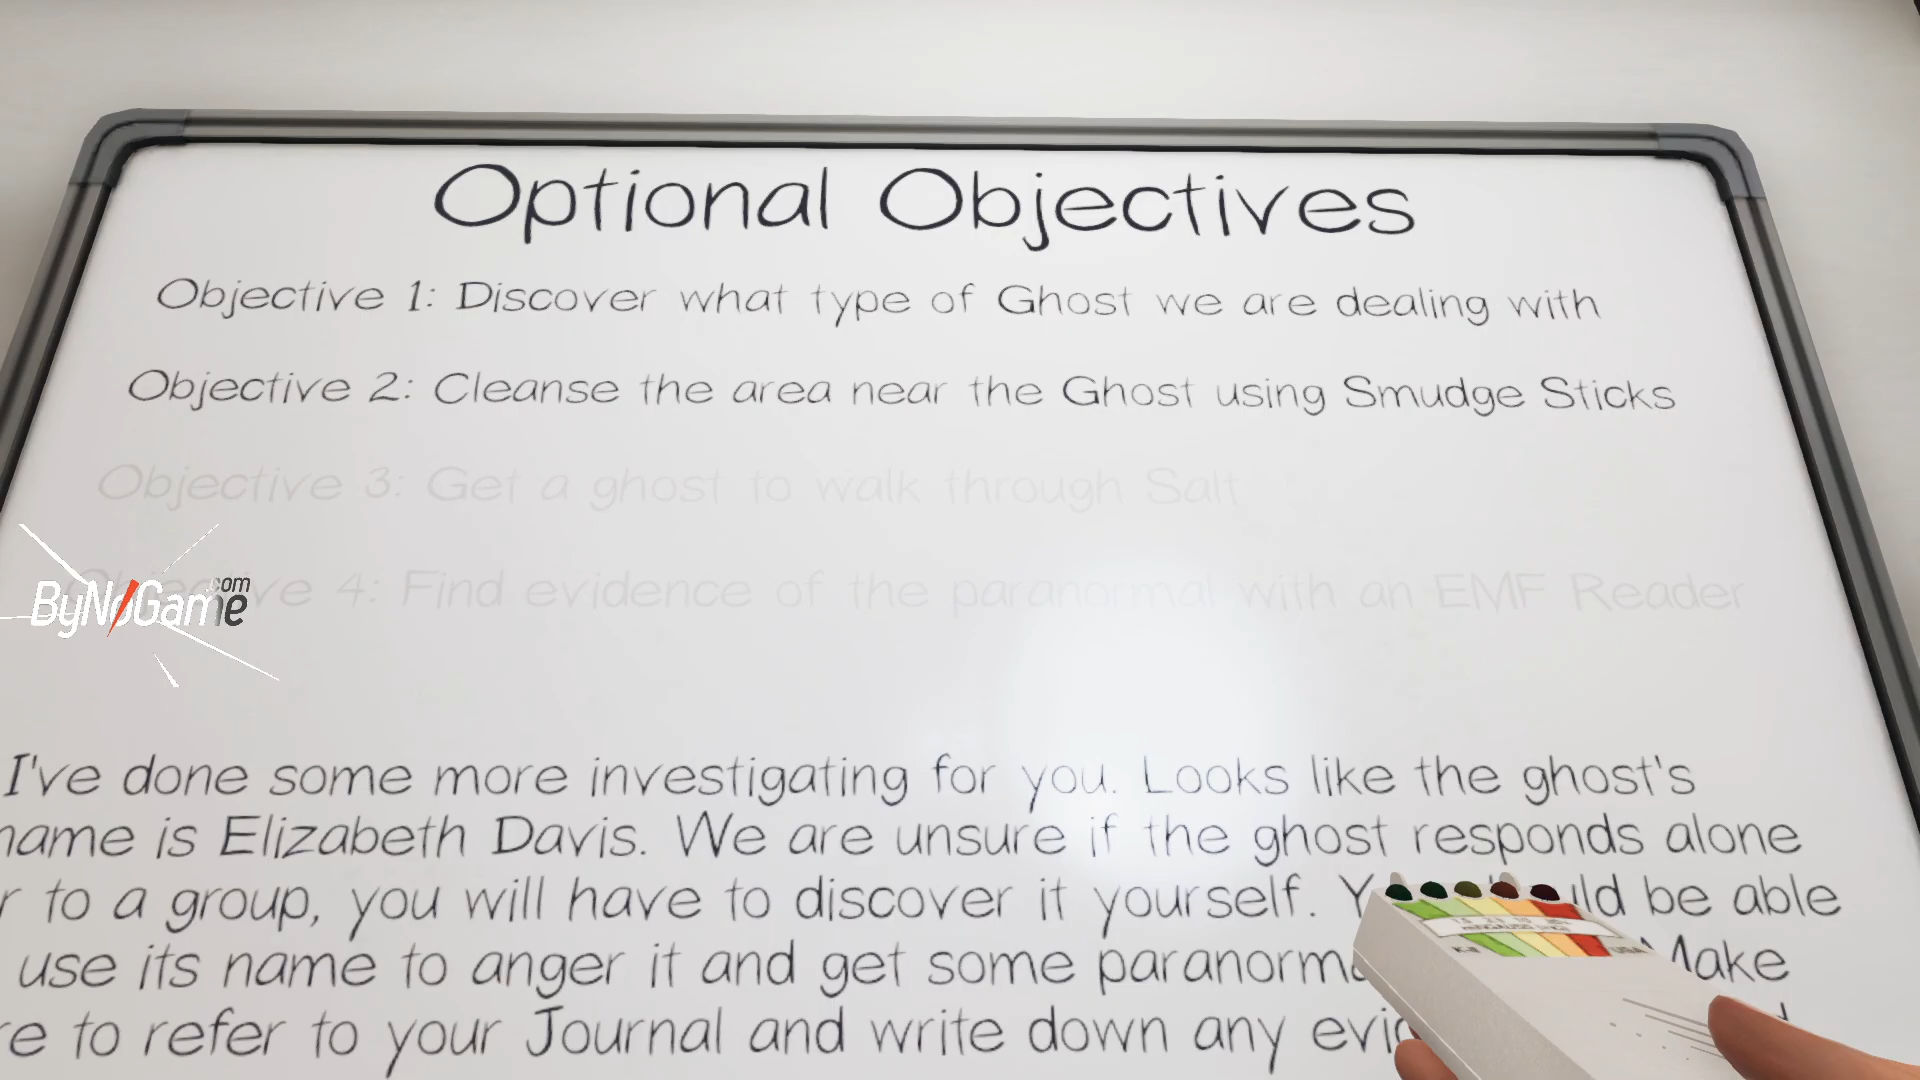 Optional Objectives
Objective 1: Discover what type of Ghost we are dealing with
Objective 2: Cleanse the area near the Ghost using Smudge Sticks
Objective 3: Get a ghost to walk through Salt
4: Find evidence of the paranormal with an EMF Reader
ByNoGame.com
I've done some more investigating for you. Looks like the ghost's
name is Elizabeth Davis. We are unsure if the ghost responds alone
to a group, you will have to discover it yourself. be able
use its name to anger it and get some Make
to refer to your Journal and write down any
K-II
USA